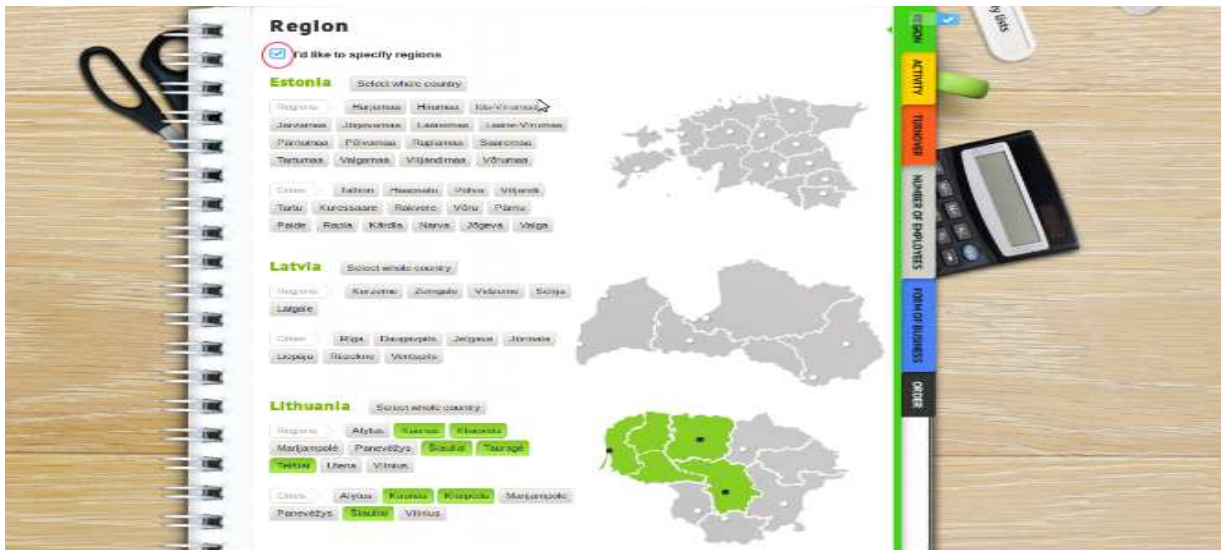 Region
I'd like to specify regions
Estonia Select whole country
Regions Harjumaa Hiiumaa Ida-Virumaa
Järvamaa Jõgevamaa Läänemaa Lääne-Virumaa
Pärnumaa Põlvamaa Raplamaa Saaremaa
Tartumaa Valgamaa Viljandimaa Võrumaa
Cities Tallinn Haapsalu Põlva Viljandi
Tartu Kuressaare Rakvere Võru Pärnu
Paide Rapla Kärdla Narva Jõgeva Valga
Latvia Select whole country
Regions Kurzeme Zemgale Vidzeme Sēlija
Latgale
Cities Rīga Daugavpils Jelgava Jūrmala
Liepāja Rēzekne Ventspils
Lithuania Select whole country
Regions Alytus Kaunas Klaipėda
Marijampolė Panevėžys Šiauliai Tauragė
Telšiai Utena Vilnius
Cities Alytus Kaunas Klaipėda Marijampolė
Panevėžys Šiauliai Vilnius
REGION
ACTIVITY
TURNOVER
NUMBER OF EMPLOYEES
FORM OF BUSINESS
ORDER
lists